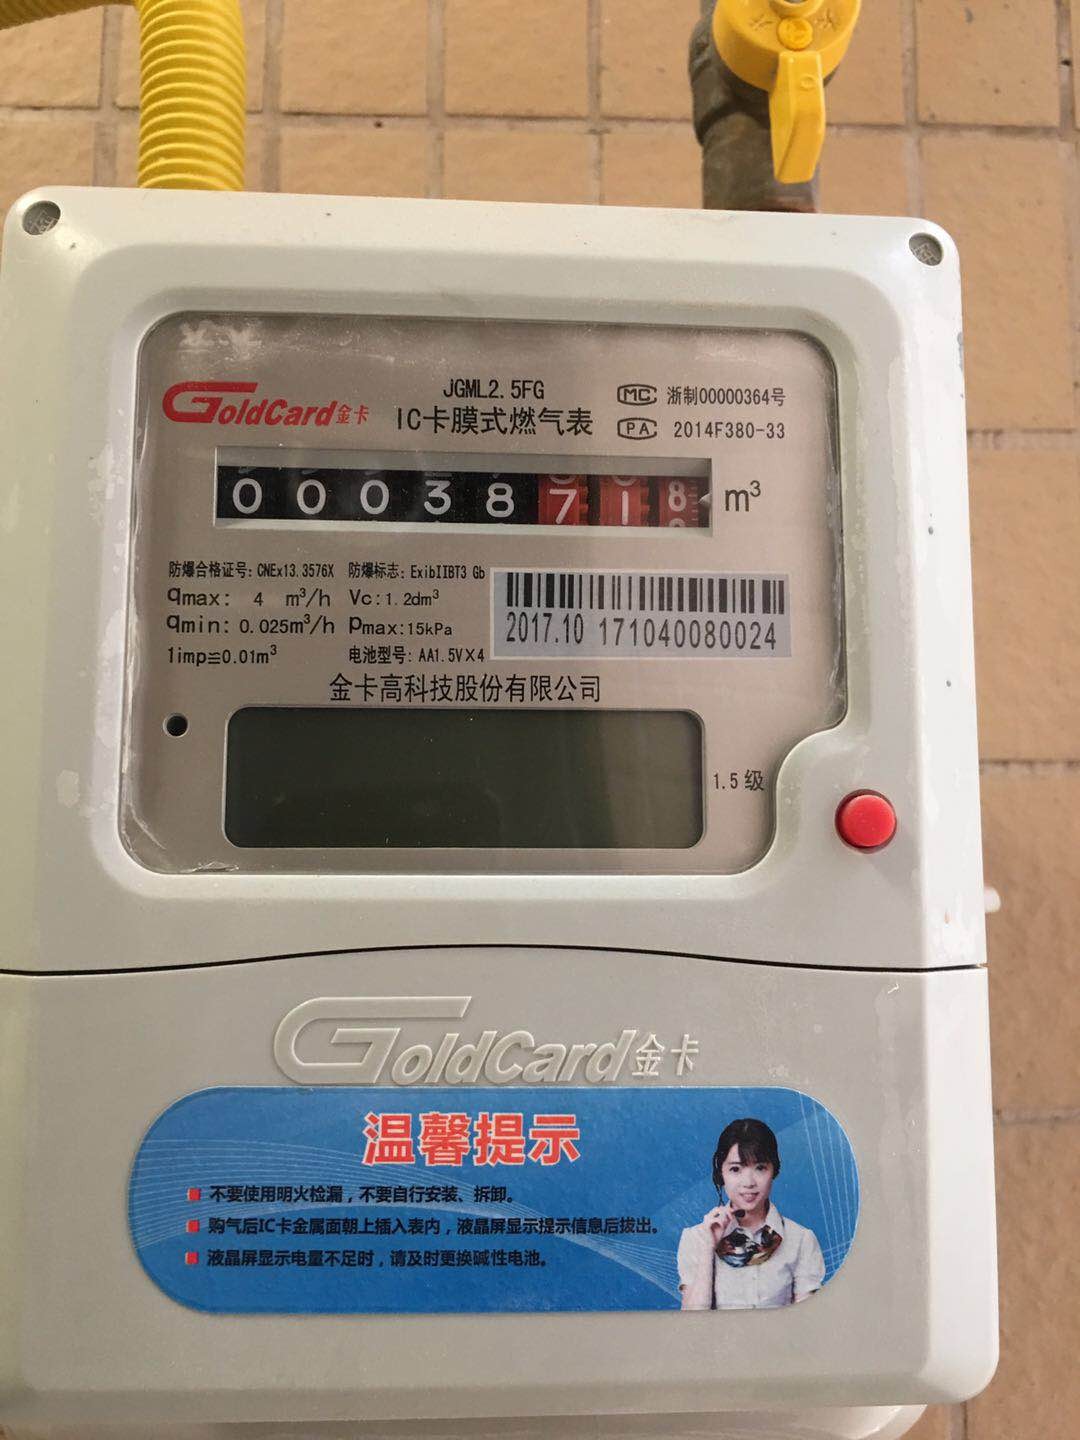 GoldCard金卡
JGML2.5FG
IC卡膜式燃气表
MC 浙制00000364号
PA 2014F380-33
00038718 m³
防爆合格证号: CNEx13.3576X 防爆标志: ExibIIBT3 Gb
qmax: 4 m³/h Vc:1.2dm³
qmin: 0.025m³/h Pmax:15kPa
1imp≌0.01m³ 电池型号: AA1.5V×4
2017.10 171040080024
金卡高科技股份有限公司
1.5级
GoldCard金卡
温馨提示
不要使用明火检漏，不要自行安装、拆卸。
购气后IC卡金属面朝上插入表内，液晶屏显示提示信息后拔出。
液晶屏显示电量不足时，请及时更换碱性电池。